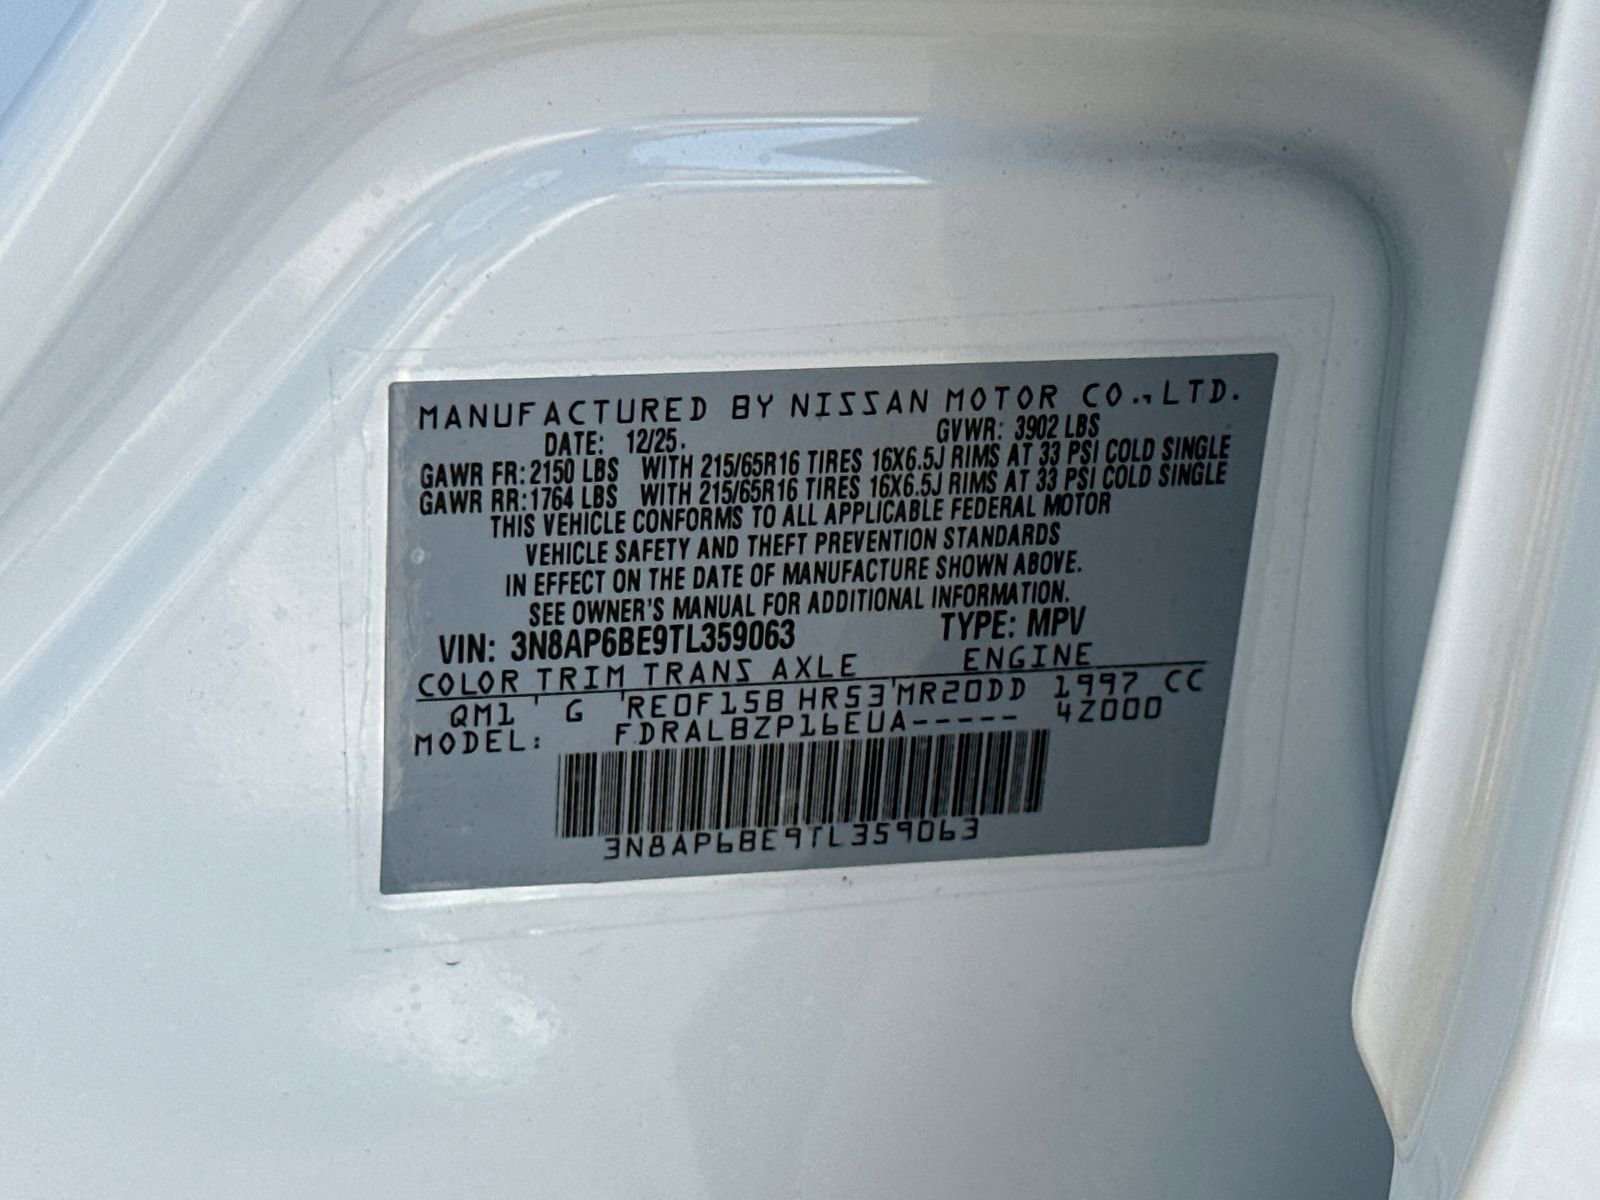 MANUFACTURED BY NISSAN MOTOR CO.,LTD.
DATE: 12/25. GVWR: 3902 LBS
GAWR FR: 2150 LBS WITH 215/65R16 TIRES 16X6.5J RIMS AT 33 PSI COLD SINGLE
GAWR RR: 1764 LBS WITH 215/65R16 TIRES 16X6.5J RIMS AT 33 PSI COLD SINGLE
THIS VEHICLE CONFORMS TO ALL APPLICABLE FEDERAL MOTOR
VEHICLE SAFETY AND THEFT PREVENTION STANDARDS
IN EFFECT ON THE DATE OF MANUFACTURE SHOWN ABOVE.
SEE OWNER'S MANUAL FOR ADDITIONAL INFORMATION.
VIN: 3N8AP6BE9TL359063 TYPE: MPV
COLOR TRIM TRANS AXLE ENGINE
QM1 G RE0F15B HR53 MR20DD 1997 CC
MODEL: FDRALBZP16EUA----- 4Z000
3N8AP6BE9TL359063